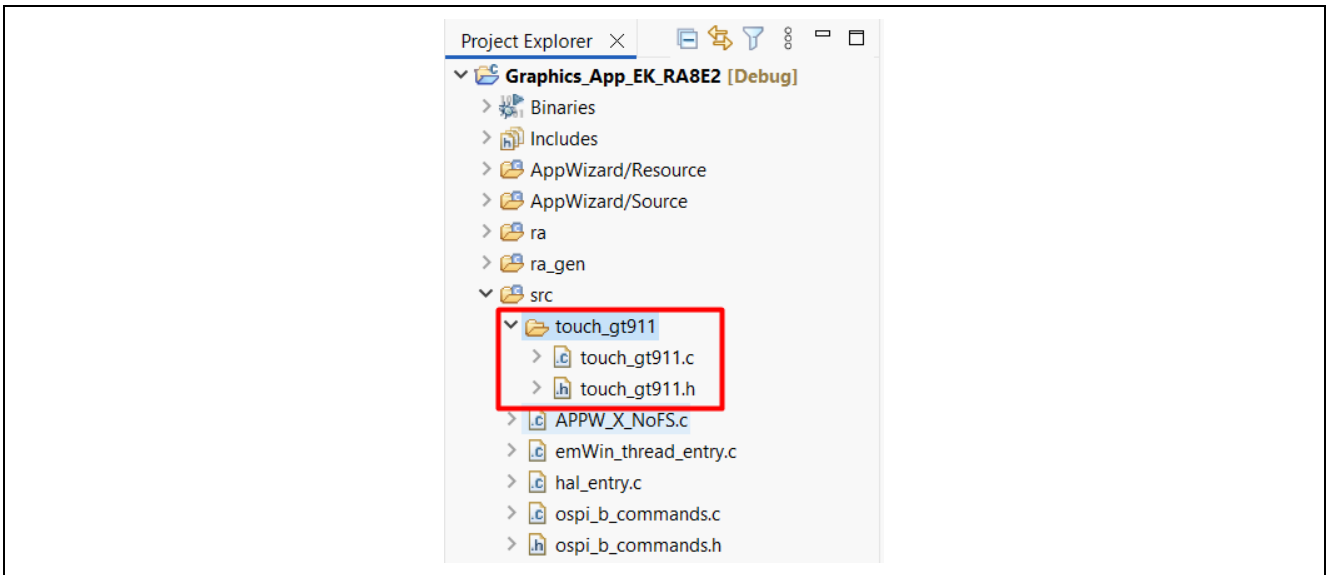 Project Explorer
Graphics_App_EK_RA8E2 [Debug]
Binaries
Includes
AppWizard/Resource
AppWizard/Source
ra
ra_gen
src
touch_gt911
touch_gt911.c
touch_gt911.h
APPW_X_NoFS.c
emWin_thread_entry.c
hal_entry.c
ospi_b_commands.c
ospi_b_commands.h